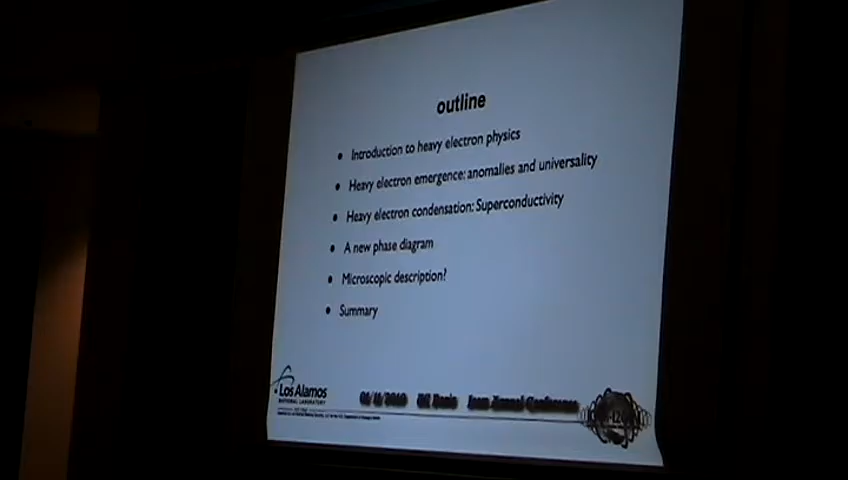 outline
• Introduction to heavy electron physics
• Heavy electron emergence: anomalies and universality
• Heavy electron condensation: Superconductivity
• A new phase diagram
• Microscopic description?
• Summary
Los Alamos
NATIONAL LABORATORY
Conference